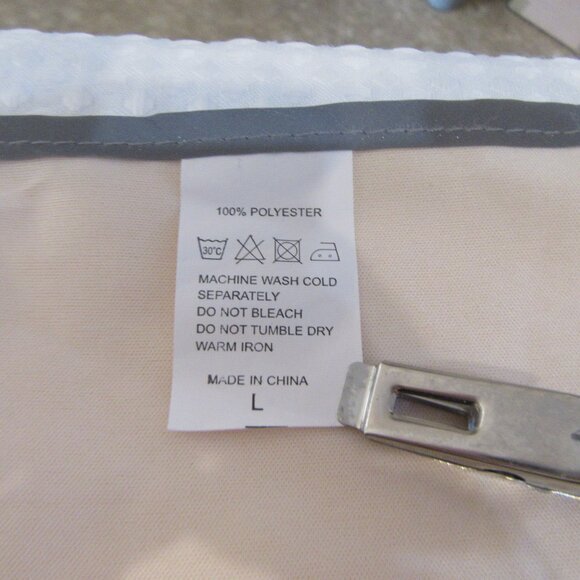 100% POLYESTER
30°C
MACHINE WASH COLD
SEPARATELY
DO NOT BLEACH
DO NOT TUMBLE DRY
WARM IRON
MADE IN CHINA
L